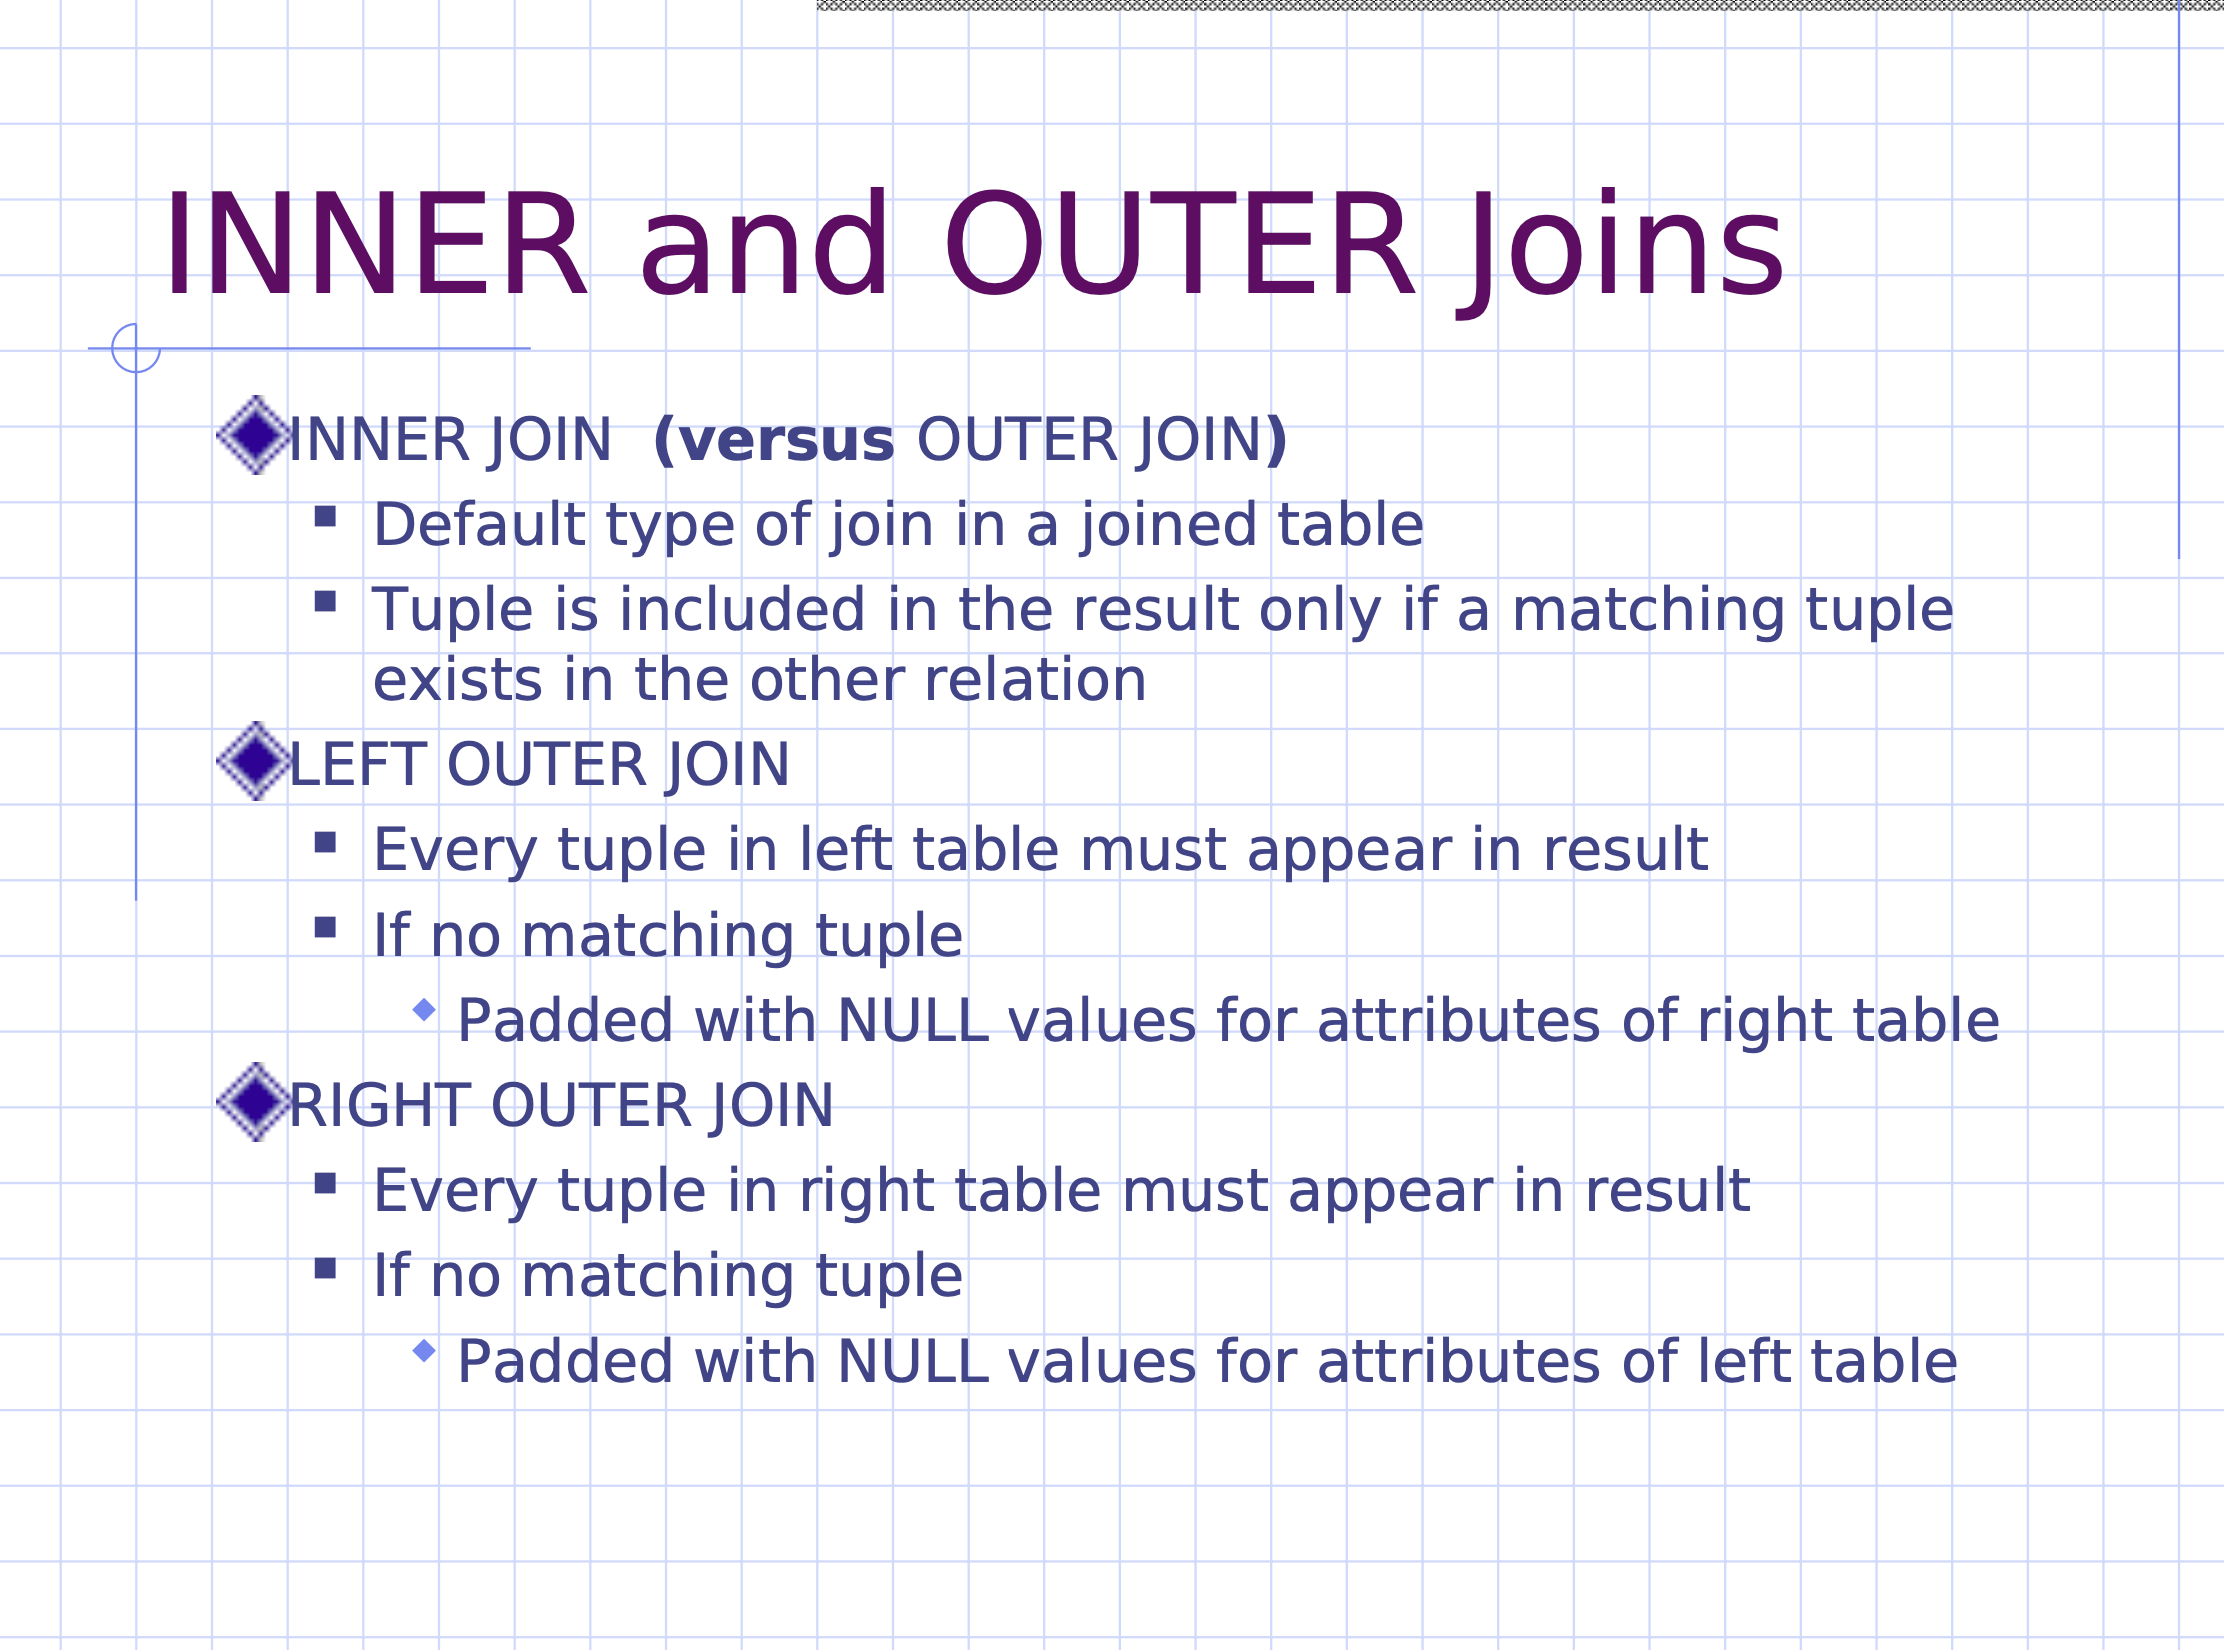 INNER and OUTER Joins
INNER JOIN (versus OUTER JOIN)
Default type of join in a joined table
Tuple is included in the result only if a matching tuple
exists in the other relation
LEFT OUTER JOIN
Every tuple in left table must appear in result
If no matching tuple
Padded with NULL values for attributes of right table
RIGHT OUTER JOIN
Every tuple in right table must appear in result
If no matching tuple
Padded with NULL values for attributes of left table